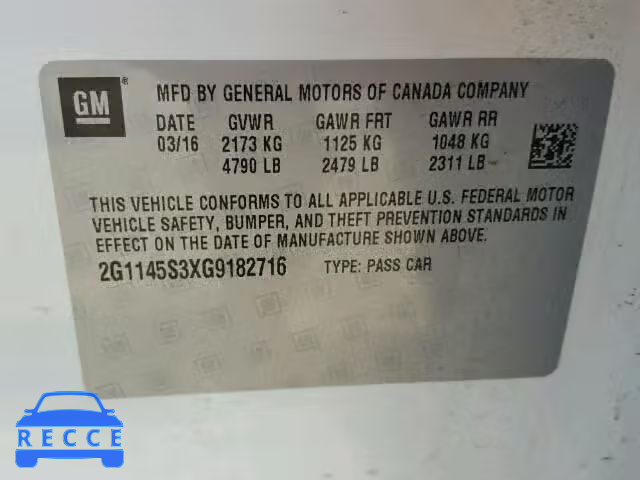 GM
MFD BY GENERAL MOTORS OF CANADA COMPANY
DATE GVWR GAWR FRT GAWR RR
03/16 2173 KG 1125 KG 1048 KG
4790 LB 2479 LB 2311 LB
THIS VEHICLE CONFORMS TO ALL APPLICABLE U.S. FEDERAL MOTOR
VEHICLE SAFETY, BUMPER, AND THEFT PREVENTION STANDARDS IN
EFFECT ON THE DATE OF MANUFACTURE SHOWN ABOVE.
2G1145S3XG9182716 TYPE: PASS CAR
RECCE